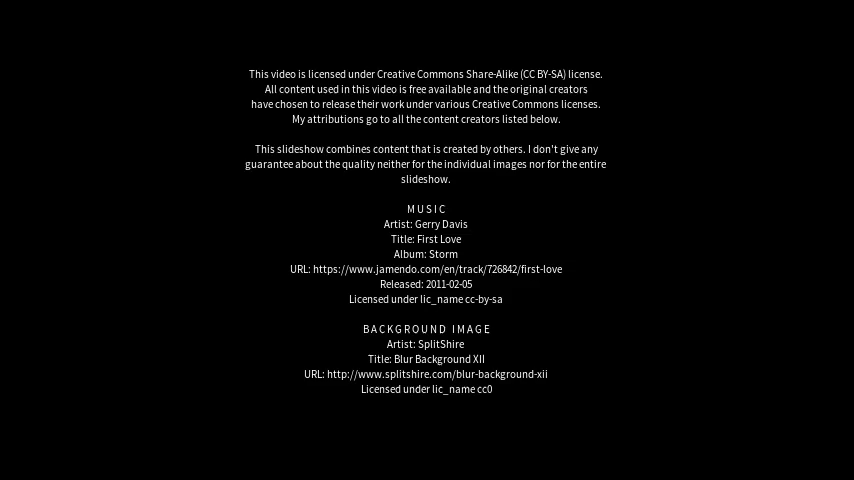 This video is licensed under Creative Commons Share-Alike (CC BY-SA) license.
All content used in this video is free available and the original creators
have chosen to release their work under various Creative Commons licenses.
My attributions go to all the content creators listed below.
This slideshow combines content that is created by others. I don't give any
guarantee about the quality neither for the individual images nor for the entire
slideshow.
MUSIC
Artist: Gerry Davis
Title: First Love
Album: Storm
URL: https://www.jamendo.com/en/track/726842/first-love
Released: 2011-02-05
Licensed under lic_name cc-by-sa
BACKGROUND IMAGE
Artist: SplitShire
Title: Blur Background XII
URL: http://www.splitshire.com/blur-background-xii
Licensed under lic_name cc0